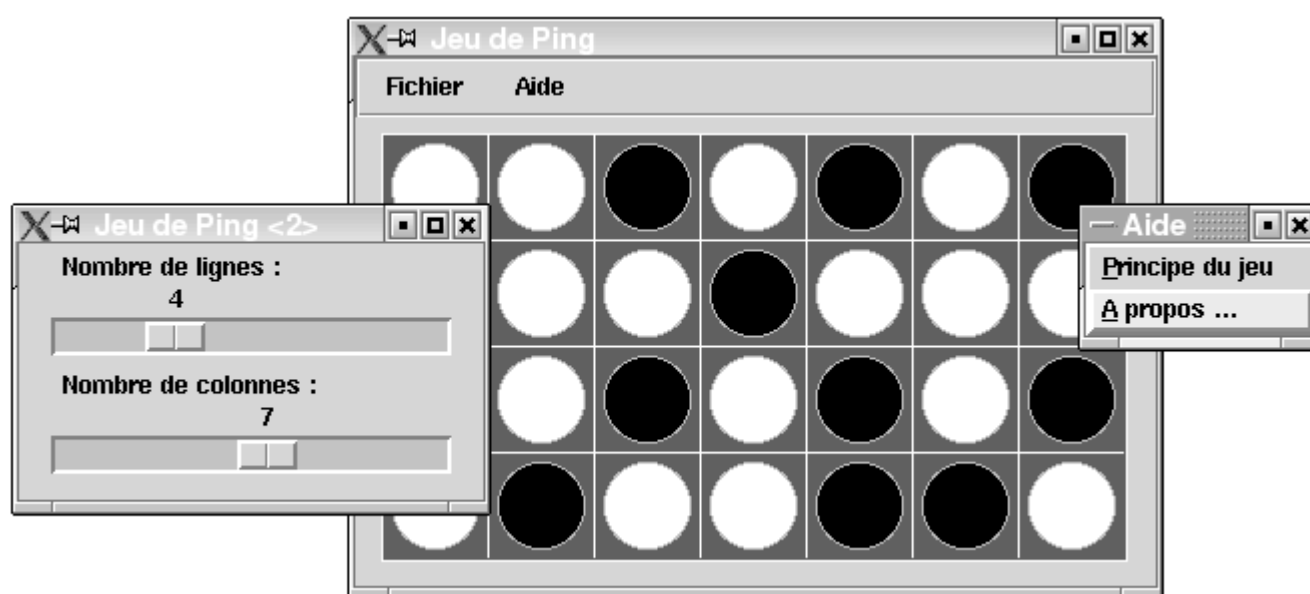 Jeu de Ping
Fichier Aide
Jeu de Ping <2>
Nombre de lignes :
4
Nombre de colonnes :
7
Aide
Principe du jeu
A propos ...